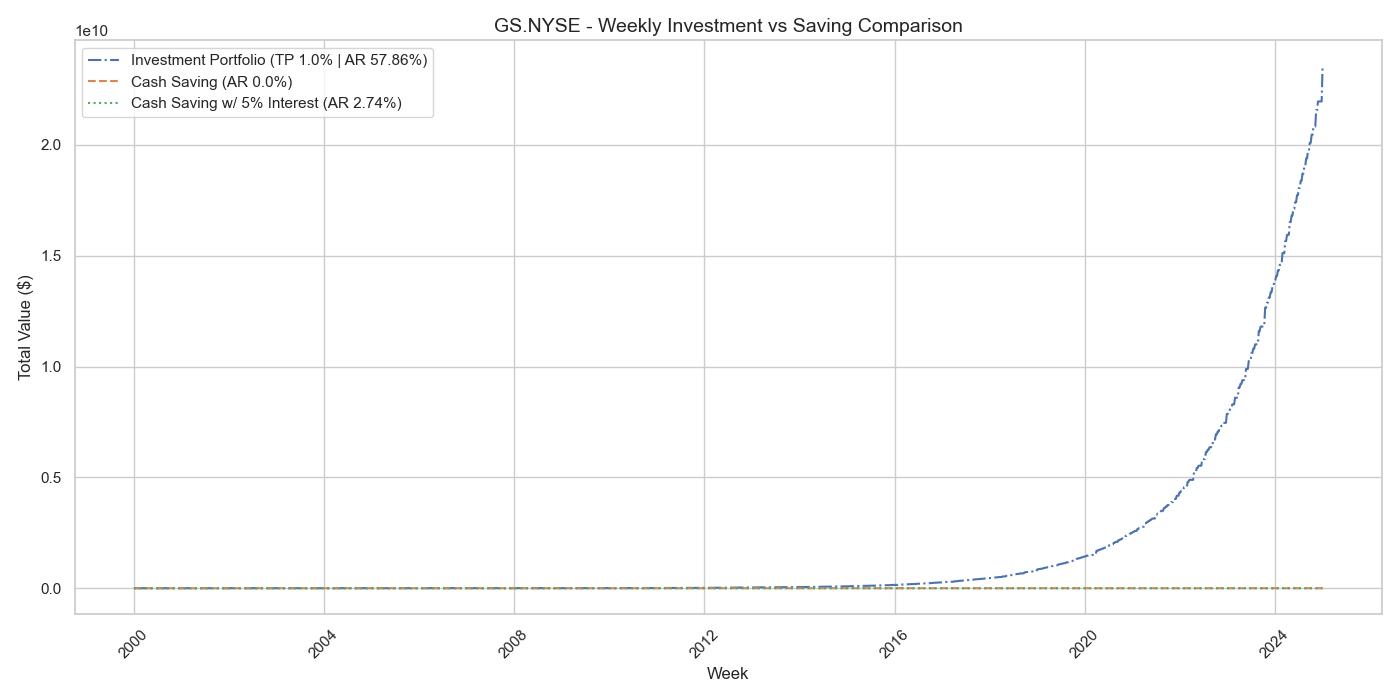 GS.NYSE - Weekly Investment vs Saving Comparison
1e10
Investment Portfolio (TP 1.0% | AR 57.86%)
Cash Saving (AR 0.0%)
Cash Saving w/ 5% Interest (AR 2.74%)
Total Value ($)
2.0
1.5
1.0
0.5
0.0
2000
2004
2008
2012
2016
2020
2024
Week